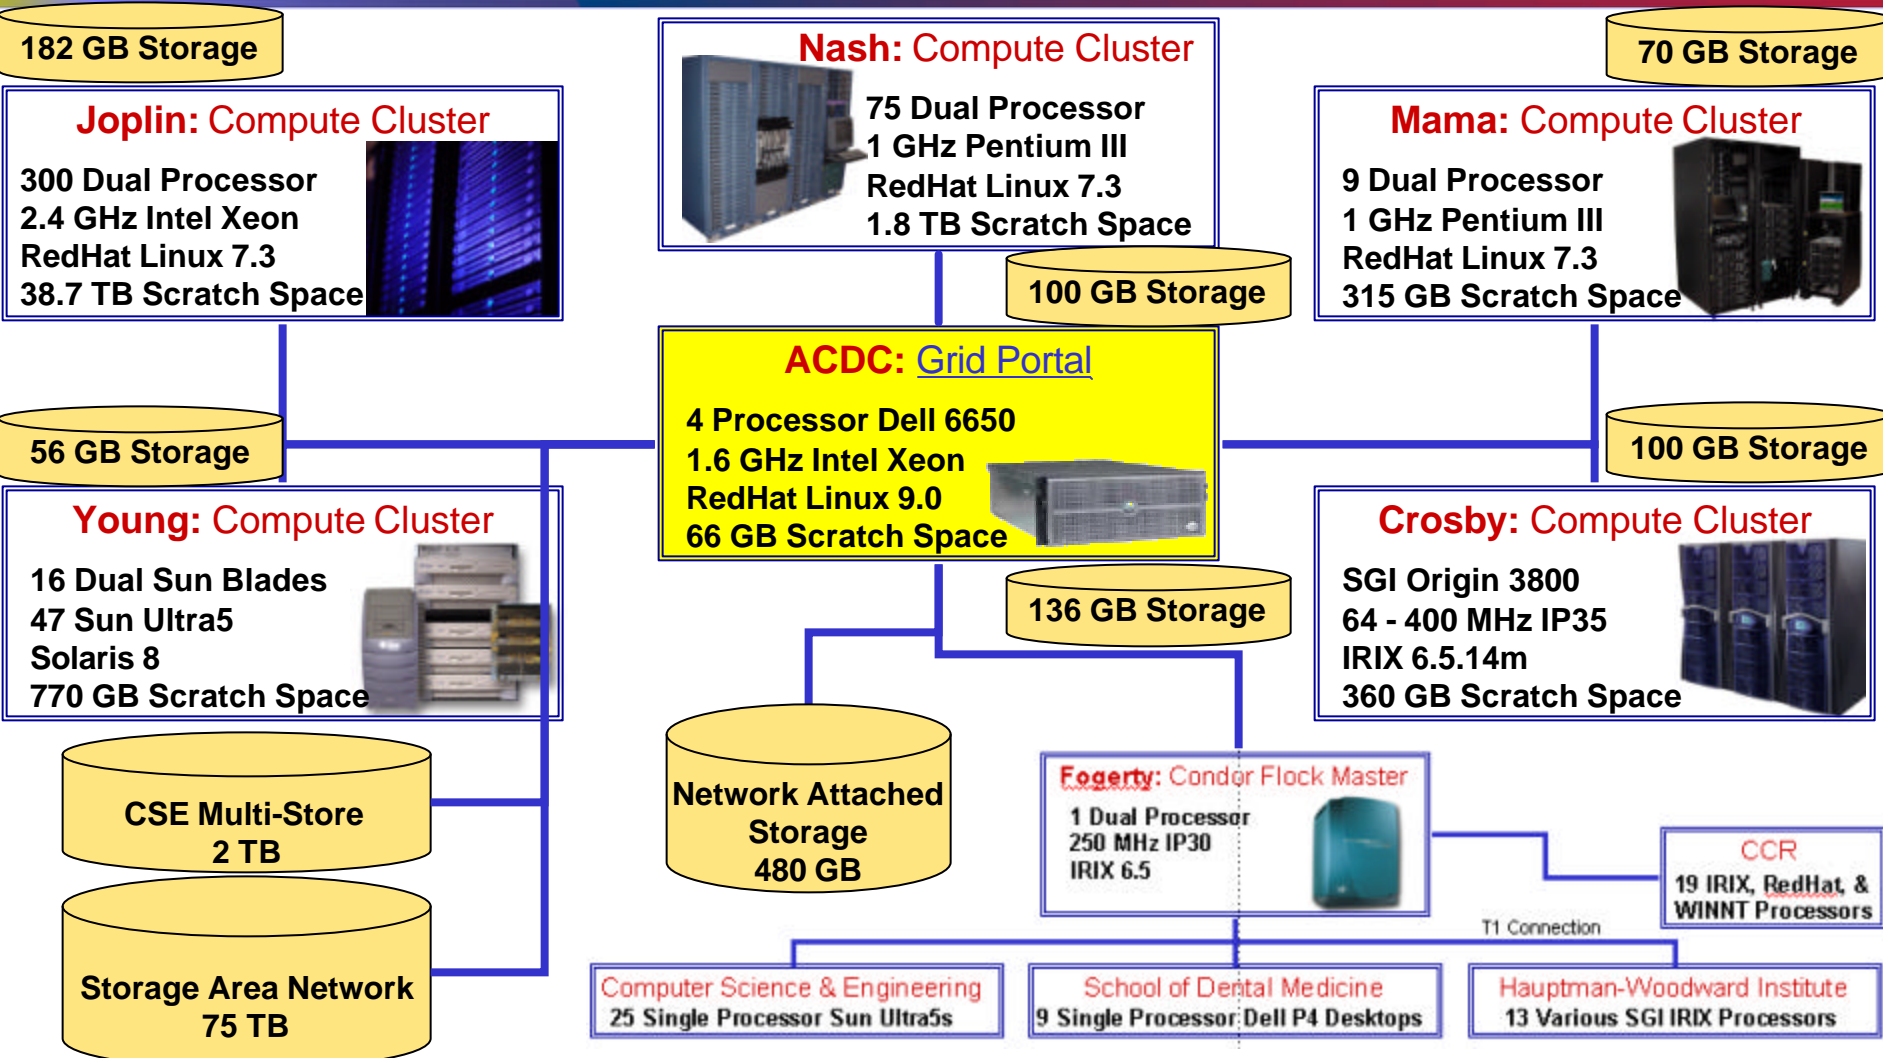 182 GB Storage
Joplin: Compute Cluster
300 Dual Processor
2.4 GHz Intel Xeon
RedHat Linux 7.3
38.7 TB Scratch Space
Nash: Compute Cluster
75 Dual Processor
1 GHz Pentium III
RedHat Linux 7.3
1.8 TB Scratch Space
70 GB Storage
Mama: Compute Cluster
9 Dual Processor
1 GHz Pentium III
RedHat Linux 7.3
315 GB Scratch Space
100 GB Storage
ACDC: Grid Portal
4 Processor Dell 6650
1.6 GHz Intel Xeon
RedHat Linux 9.0
66 GB Scratch Space
56 GB Storage
Young: Compute Cluster
16 Dual Sun Blades
47 Sun Ultra5
Solaris 8
770 GB Scratch Space
100 GB Storage
Crosby: Compute Cluster
SGI Origin 3800
64 - 400 MHz IP35
IRIX 6.5.14m
360 GB Scratch Space
136 GB Storage
CSE Multi-Store
2 TB
Storage Area Network
75 TB
Network Attached
Storage
480 GB
Fogerty: Condor Flock Master
1 Dual Processor
250 MHz IP30
IRIX 6.5
CCR
19 IRIX, RedHat, &
WINNT Processors
T1 Connection
Computer Science & Engineering
25 Single Processor Sun Ultra5s
School of Dental Medicine
9 Single Processor Dell P4 Desktops
Hauptman-Woodward Institute
13 Various SGI IRIX Processors